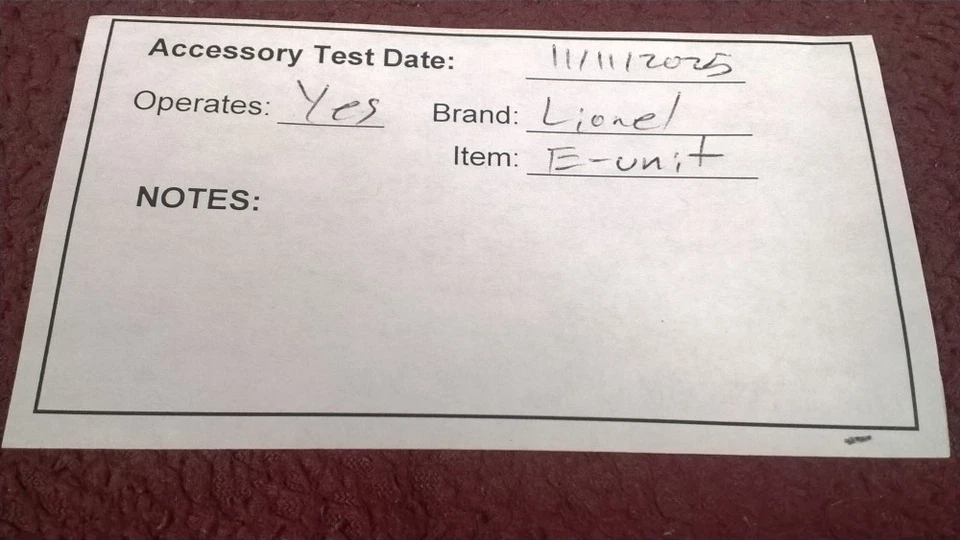 Accessory Test Date: 11/11/2025
Operates: Yes Brand: Lionel
Item: E-unit
NOTES: